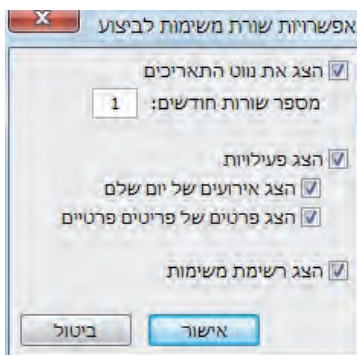 אפשרויות שורת משימות לביצוע
הצג את נווט התאריכים
מספר שורות חודשים: 1
הצג פעילויות
הצג אירועים של יום שלם
הצג פרטים של פריטים פרטיים
הצג רשימת משימות
אישור ביטול